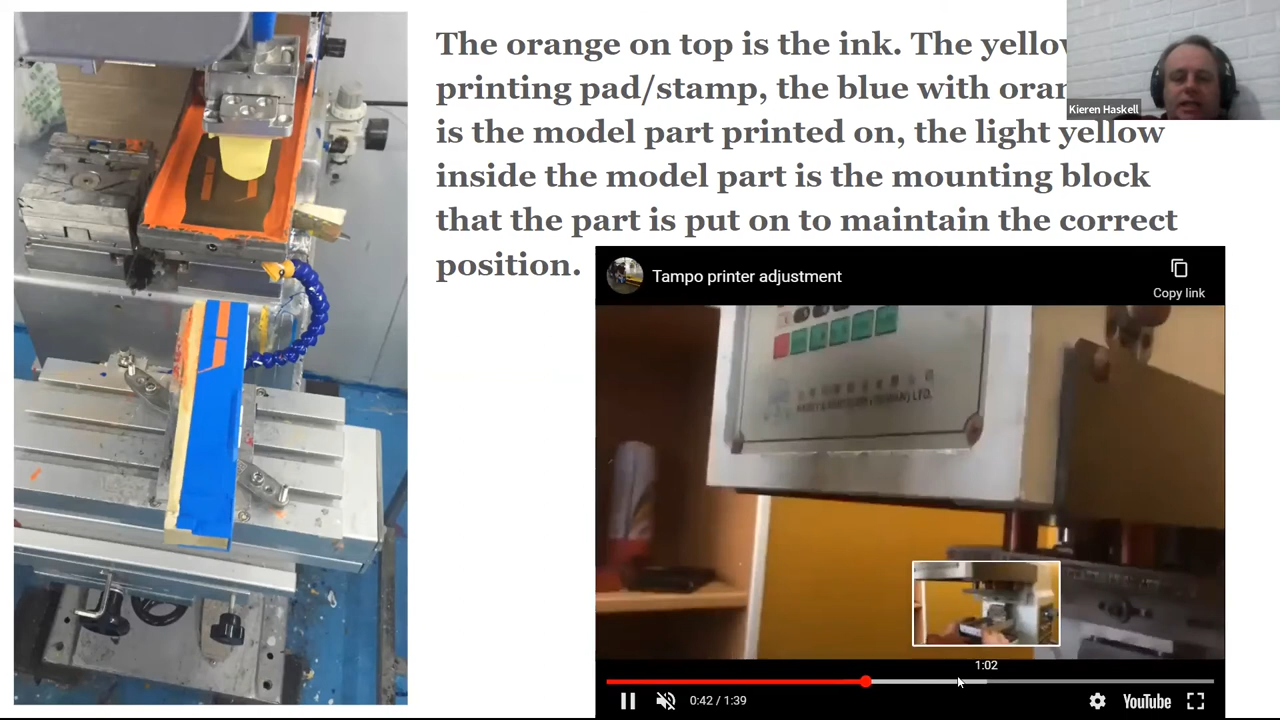 The orange on top is the ink. The yellow
printing pad/stamp, the blue with oran
Kieren Haskell
is the model part printed on, the light yellow
inside the model part is the mounting block
that the part is put on to maintain the correct
position.
Tampo printer adjustment
Copy link
LTD.
1:02
0:42 / 1:39
YouTube